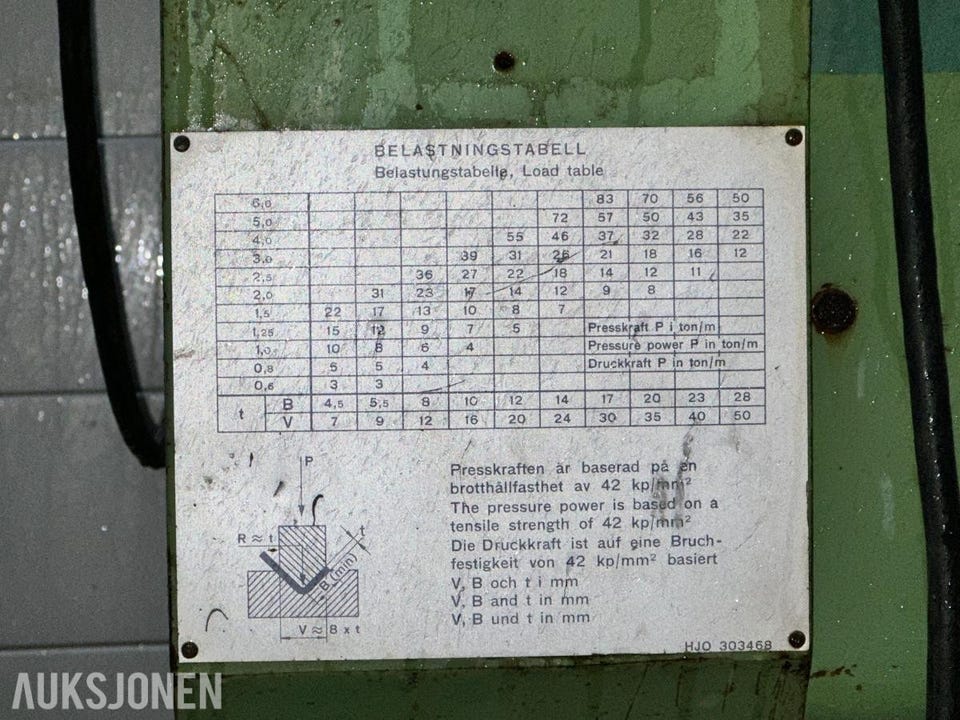 BELASTNINGSTABELL
Belastungstabelle, Load table
6,0 83 70 56 50
5,0 72 57 50 43 35
4,0 55 46 37 32 28 22
3,0 39 31 26 21 18 16 12
2,5 36 27 22 18 14 12 11
2,0 31 23 17 14 12 9 8
1,5 22 17 13 10 8 7
1,25 15 12 9 7 5 Presskraft P i ton/m
1,0 10 8 6 4 Pressure power P in ton/m
0,8 5 5 4 Druckkraft P in ton/m
0,6 3 3
t B 4,5 5,5 8 10 12 14 17 20 23 28
V 7 9 12 16 20 24 30 35 40 50
P
R ≈ t
t
B (min)
V ≈ 8 x t
Presskraften är baserad på en
brotthållfasthet av 42 kp/mm²
The pressure power is based on a
tensile strength of 42 kp/mm²
Die Druckkraft ist auf eine Bruch-
festigkeit von 42 kp/mm² basiert
V, B och t i mm
V, B and t in mm
V, B und t in mm
HJO 303468
AUKSJONEN